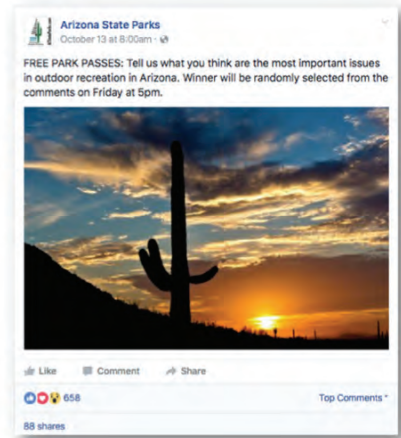 Arizona State Parks
October 13 at 8:00am ·
FREE PARK PASSES: Tell us what you think are the most important issues
in outdoor recreation in Arizona. Winner will be randomly selected from the
comments on Friday at 5pm.
Like Comment Share
658 Top Comments
88 shares